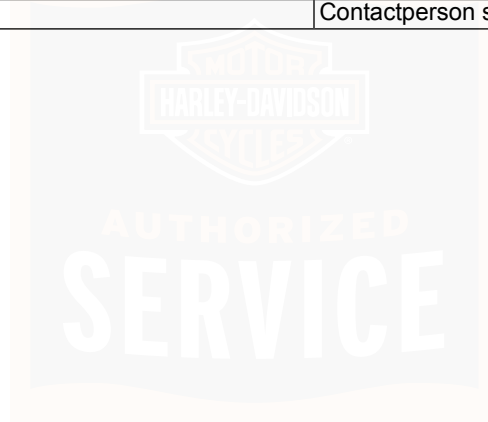 Contactperson s
MOTOR
HARLEY-DAVIDSON
CYCLES
AUTHORIZED
SERVICE